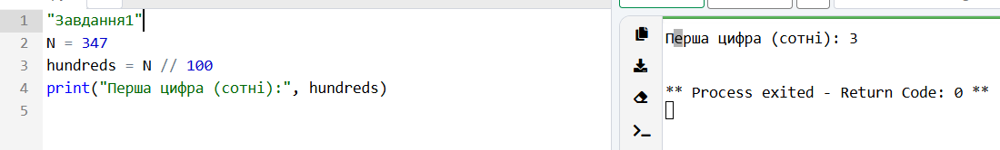 1 "Завдання1"
2 N = 347
3 hundreds = N // 100
4 print("Перша цифра (сотні):", hundreds)
5
Перша цифра (сотні): 3
** Process exited - Return Code: 0 **